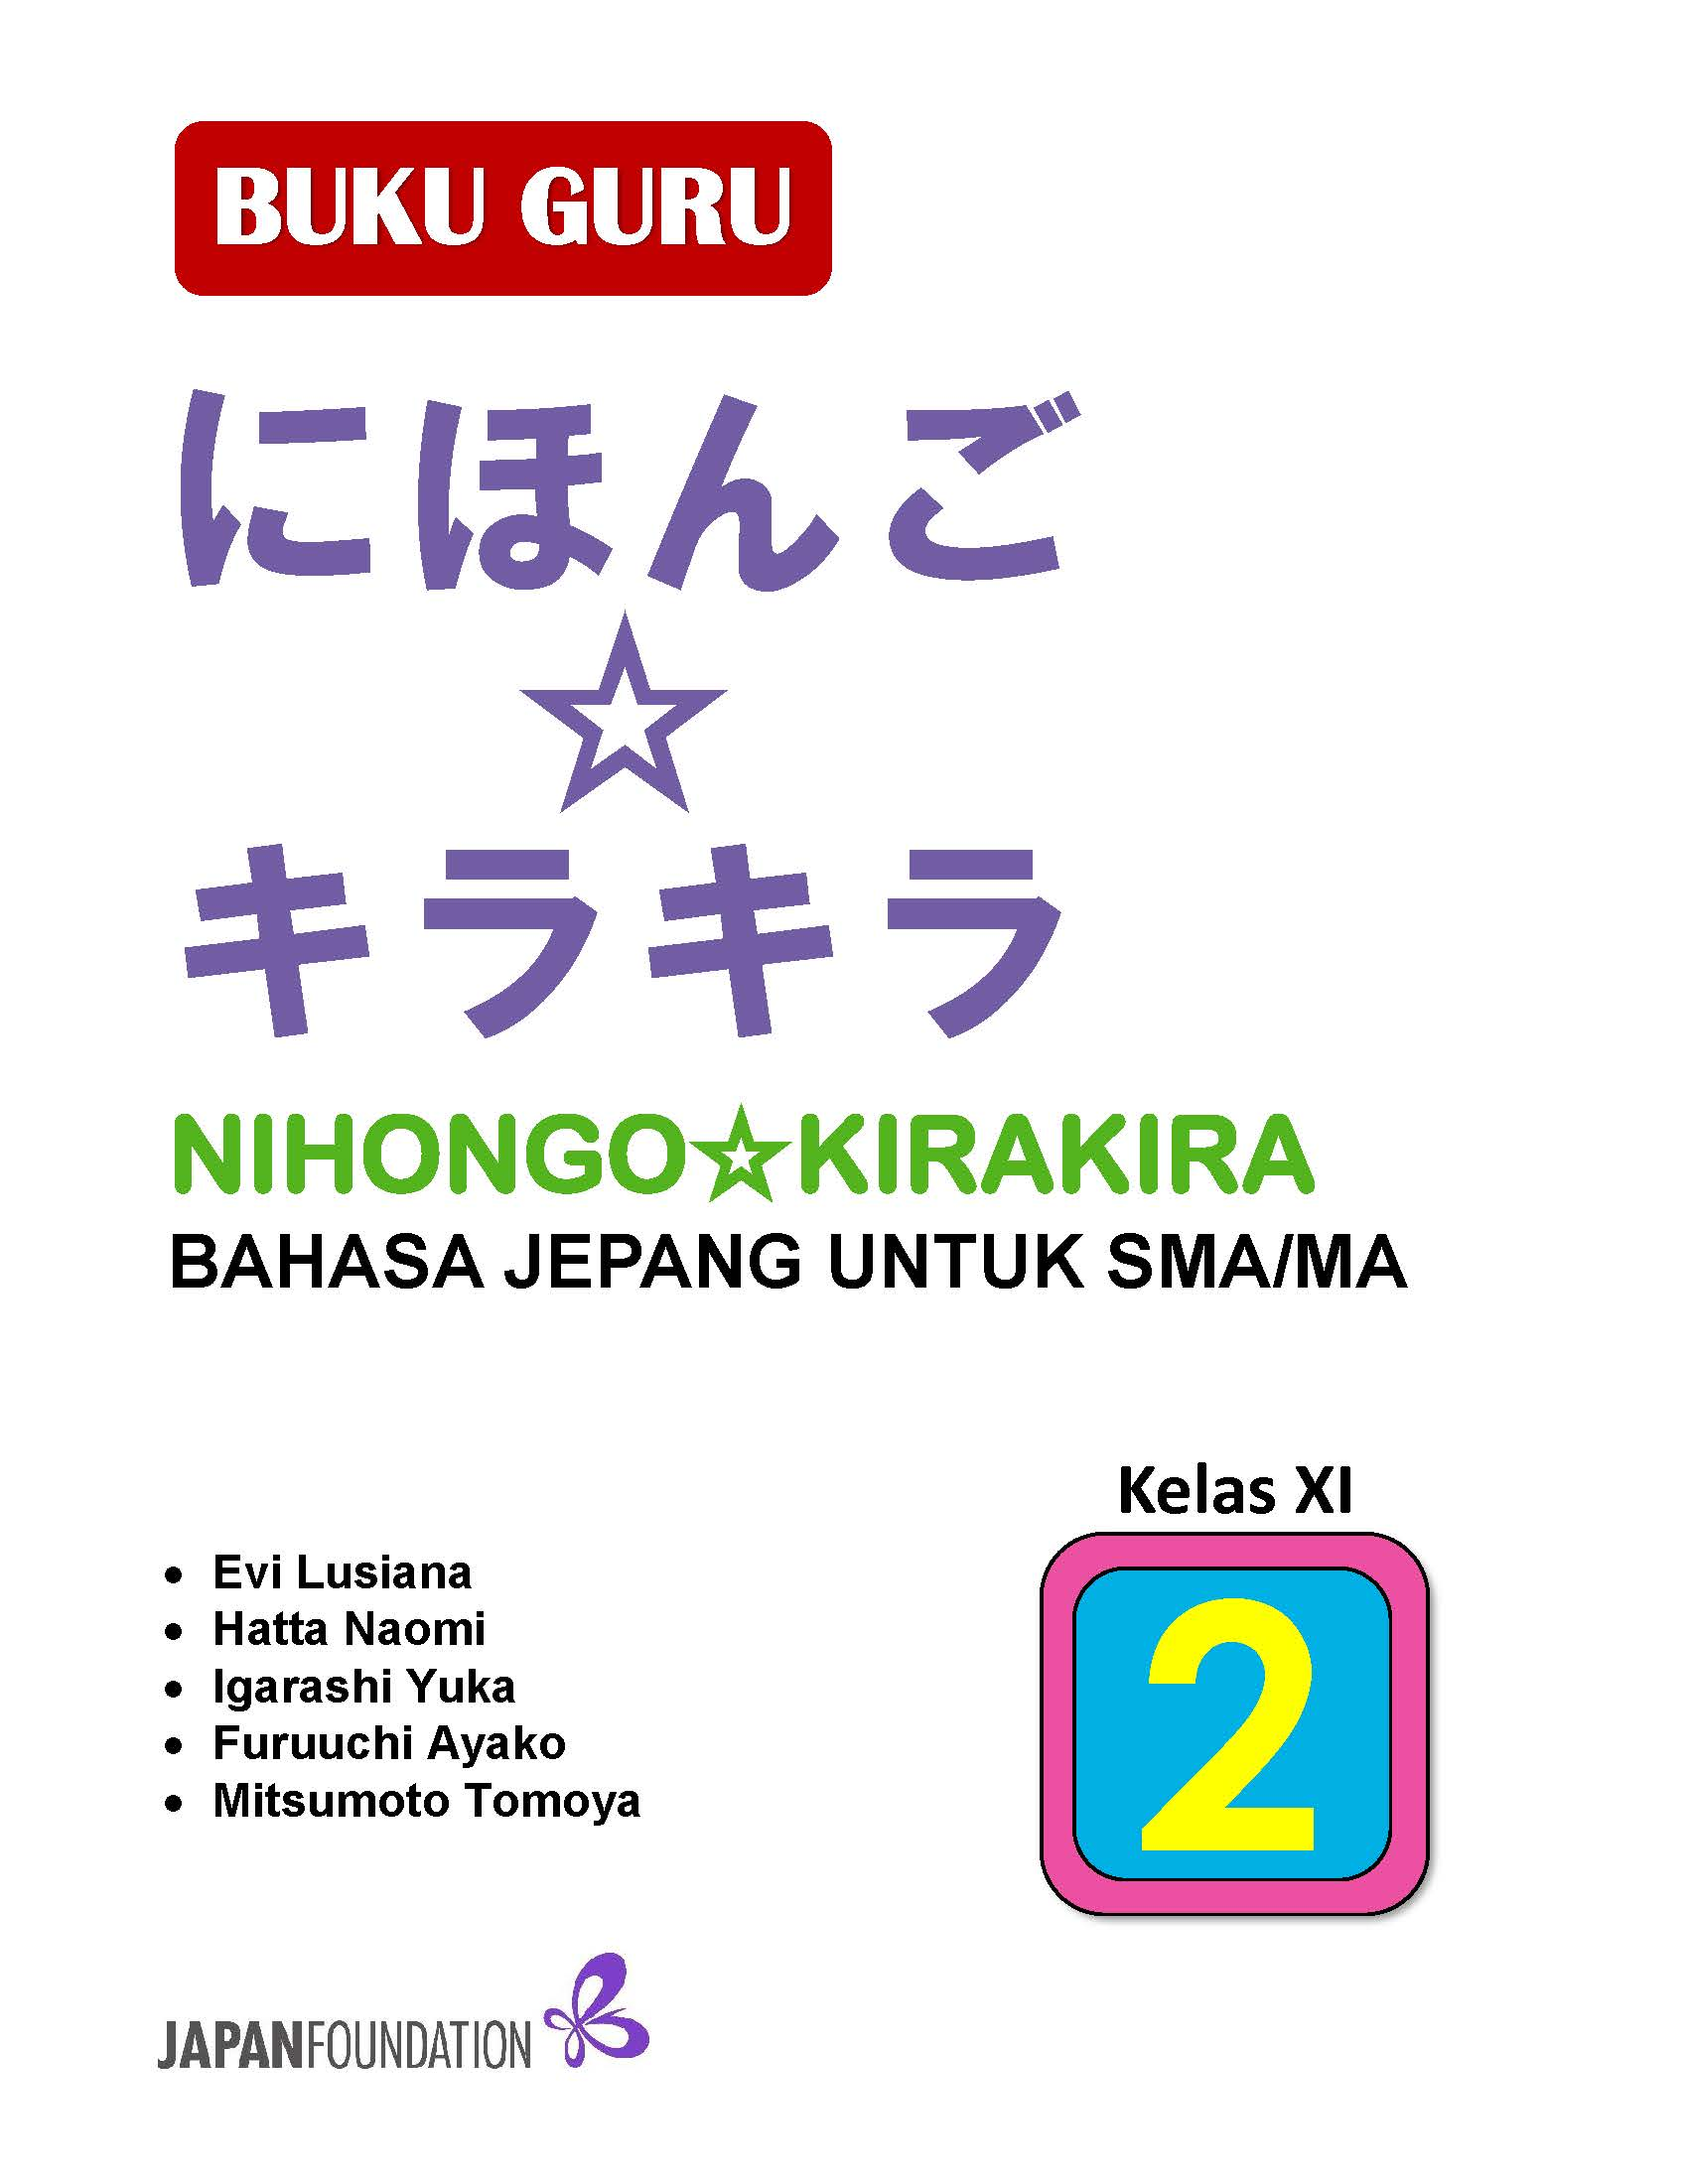 BUKU GURU
にほんご
☆
キラキラ
NIHONGO☆KIRAKIRA
BAHASA JEPANG UNTUK SMA/MA
Kelas XI
2
• Evi Lusiana
• Hatta Naomi
• Igarashi Yuka
• Furuuchi Ayako
• Mitsumoto Tomoya
JAPANFOUNDATION